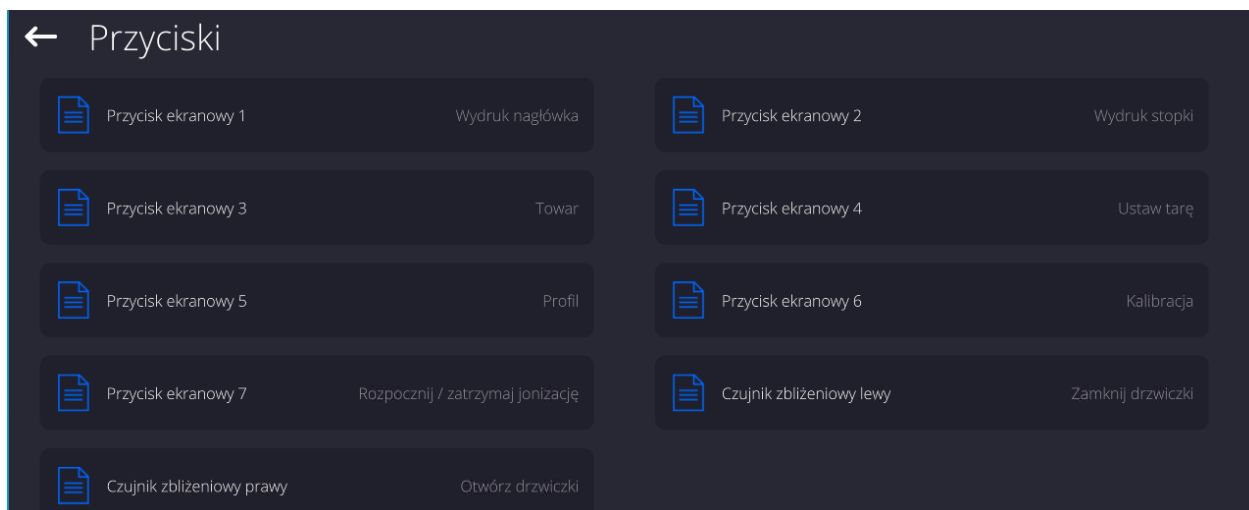 Przyciski
Przycisk ekranowy 1 Wydruk nagłówka
Przycisk ekranowy 2 Wydruk stopki
Przycisk ekranowy 3 Towar
Przycisk ekranowy 4 Ustaw tarę
Przycisk ekranowy 5 Profil
Przycisk ekranowy 6 Kalibracja
Przycisk ekranowy 7 Rozpocznij / zatrzymaj jonizację
Czujnik zbliżeniowy lewy Zamknij drzwiczki
Czujnik zbliżeniowy prawy Otwórz drzwiczki